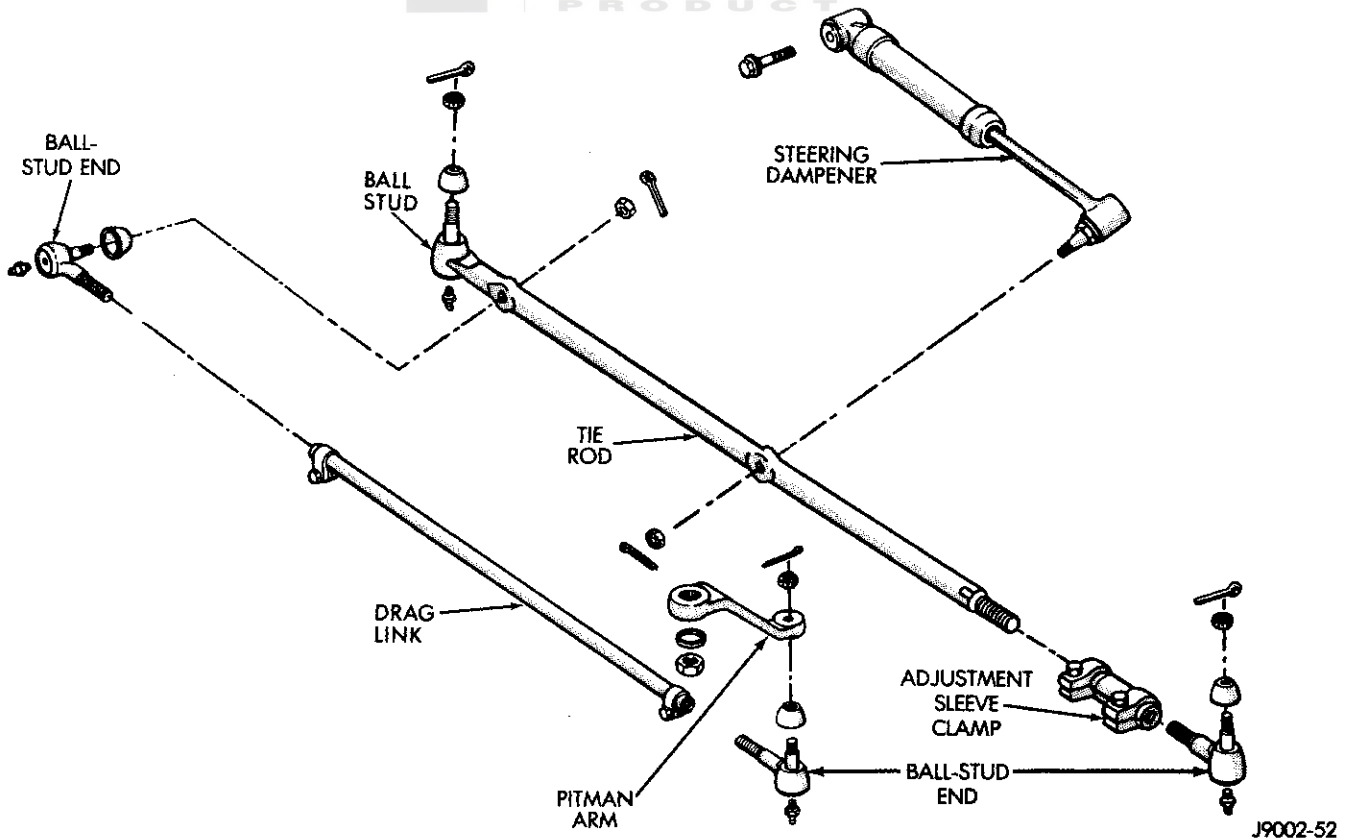 PRODUCT
BALL-
STUD END
BALL
STUD
STEERING
DAMPENER
TIE
ROD
DRAG
LINK
ADJUSTMENT
SLEEVE
CLAMP
BALL-STUD
END
PITMAN
ARM
J9002-52